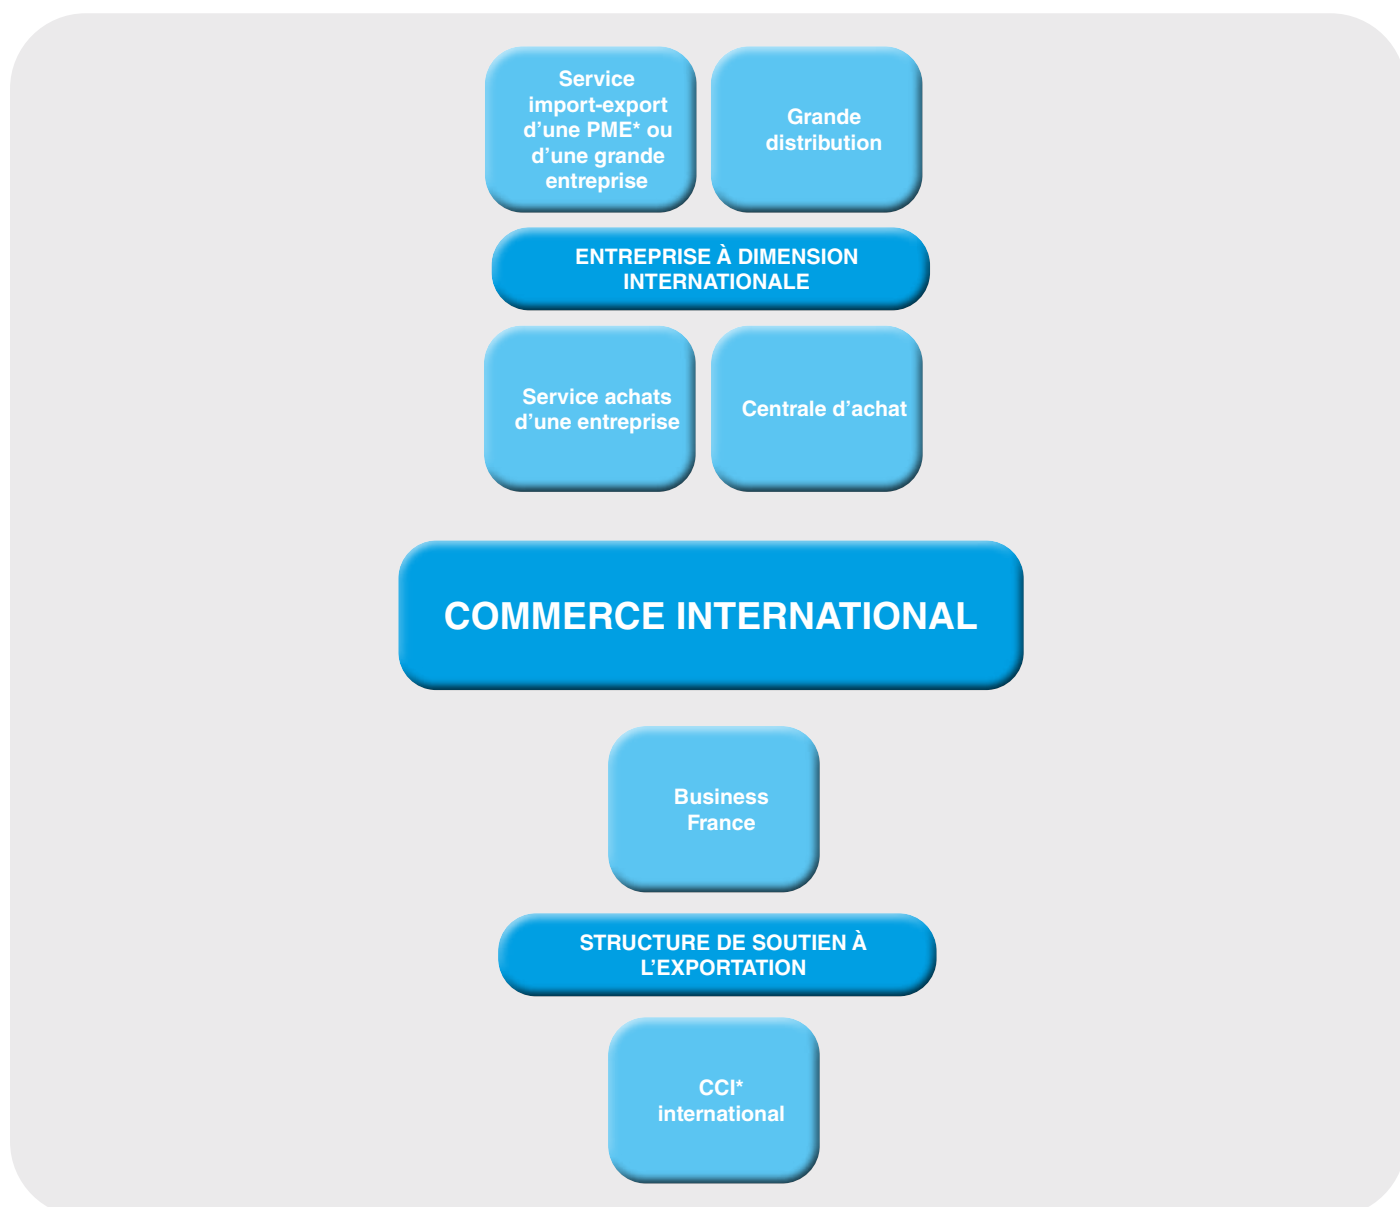 Service
import-export
d’une PME* ou
d’une grande
entreprise
Grande
distribution
ENTREPRISE À DIMENSION
INTERNATIONALE
Service achats
d’une entreprise
Centrale d’achat
COMMERCE INTERNATIONAL
Business
France
STRUCTURE DE SOUTIEN À
L’EXPORTATION
CCI*
international